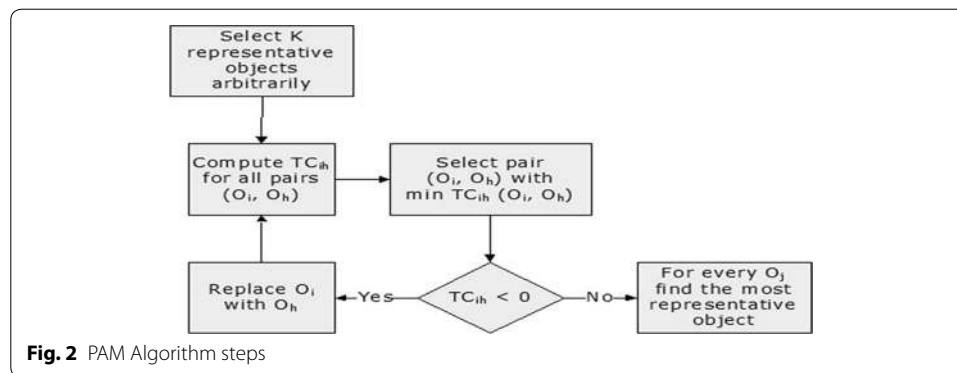 Select K
representative
objects
arbitrarily
Compute TCih
for all pairs
(Oi, Oh)
Select pair
(Oi, Oh) with
min TCih (Oi, Oh)
Replace Oi
with Oh
Yes
TCih < 0
No
For every Oj
find the most
representative
object
Fig. 2 PAM Algorithm steps